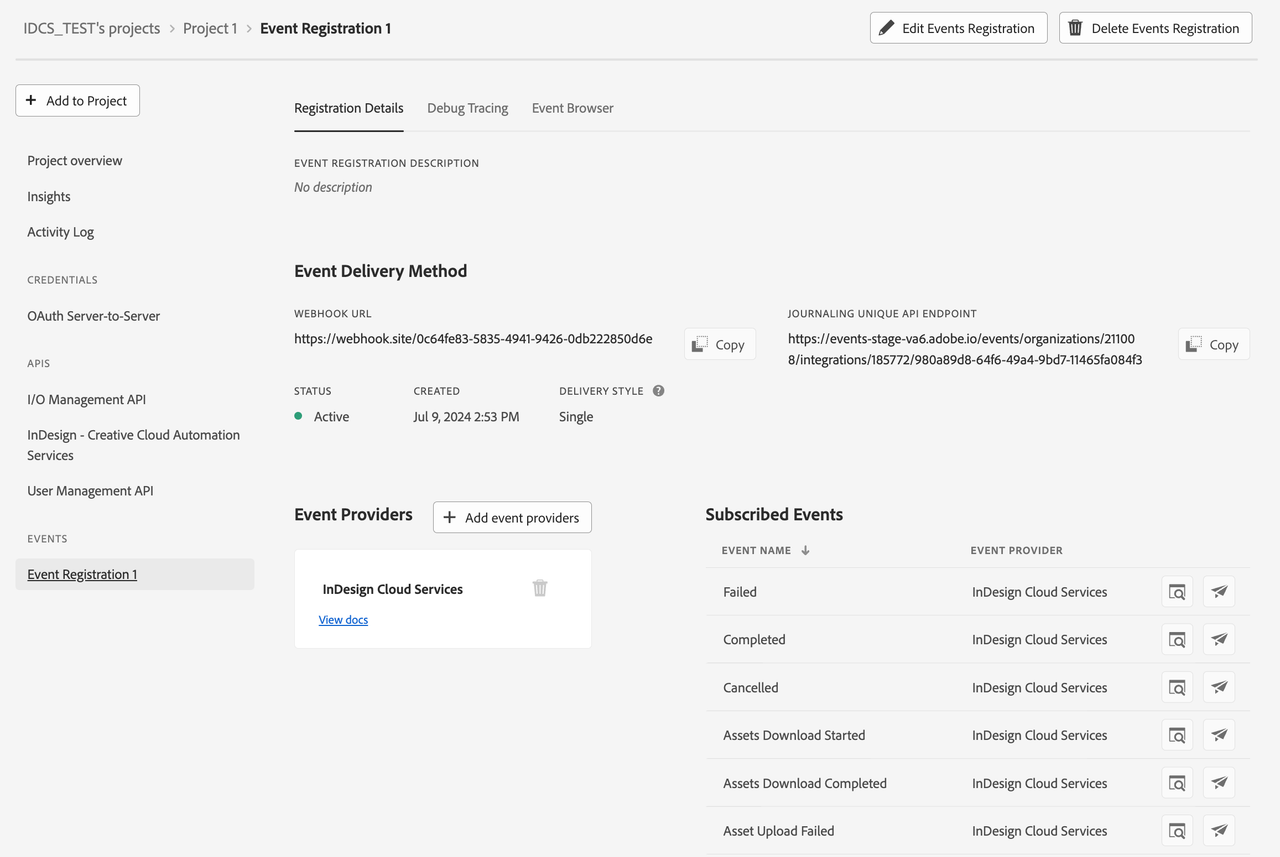 IDCS_TEST's projects > Project 1 > Event Registration 1
Edit Events Registration
Delete Events Registration
+ Add to Project
Project overview
Insights
Activity Log
CREDENTIALS
OAuth Server-to-Server
APIS
I/O Management API
InDesign - Creative Cloud Automation
Services
User Management API
EVENTS
Event Registration 1
Registration Details
Debug Tracing
Event Browser
EVENT REGISTRATION DESCRIPTION
No description
Event Delivery Method
WEBHOOK URL
https://webhook.site/0c64fe83-5835-4941-9426-0db222850d6e
Copy
JOURNALING UNIQUE API ENDPOINT
https://events-stage-va6.adobe.io/events/organizations/21100
8/integrations/185772/980a89d8-64f6-49a4-9bd7-11465fa084f3
Copy
STATUS
Active
CREATED
Jul 9, 2024 2:53 PM
DELIVERY STYLE ?
Single
Event Providers
+ Add event providers
InDesign Cloud Services
View docs
Subscribed Events
EVENT NAME ↓ EVENT PROVIDER
Failed InDesign Cloud Services
Completed InDesign Cloud Services
Cancelled InDesign Cloud Services
Assets Download Started InDesign Cloud Services
Assets Download Completed InDesign Cloud Services
Asset Upload Failed InDesign Cloud Services